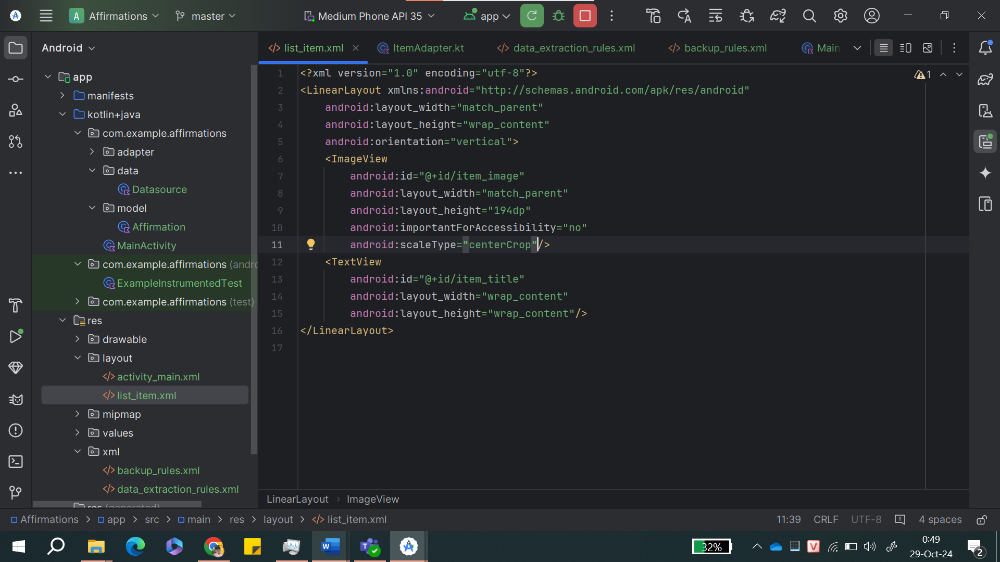 A Affirmations master Medium Phone API 35 app
Android
list_item.xml ItemAdapter.kt data_extraction_rules.xml backup_rules.xml Main
app
manifests
kotlin+java
com.example.affirmations
adapter
data
Datasource
model
Affirmation
MainActivity
com.example.affirmations (andro
ExampleInstrumentedTest
com.example.affirmations (test)
res
drawable
layout
activity_main.xml
list_item.xml
mipmap
values
xml
backup_rules.xml
data_extraction_rules.xml
res (generated)
1 <?xml version="1.0" encoding="utf-8"?>
2 <LinearLayout xmlns:android="http://schemas.android.com/apk/res/android"
3 android:layout_width="match_parent"
4 android:layout_height="wrap_content"
5 android:orientation="vertical">
6 <ImageView
7 android:id="@+id/item_image"
8 android:layout_width="match_parent"
9 android:layout_height="194dp"
10 android:importantForAccessibility="no"
11 android:scaleType="centerCrop"/>
12 <TextView
13 android:id="@+id/item_title"
14 android:layout_width="wrap_content"
15 android:layout_height="wrap_content"/>
16 </LinearLayout>
17
1
LinearLayout › ImageView
Affirmations > app > src > main > res > layout > list_item.xml 11:39 CRLF UTF-8 4 spaces
32%
0:49
29-Oct-24
2